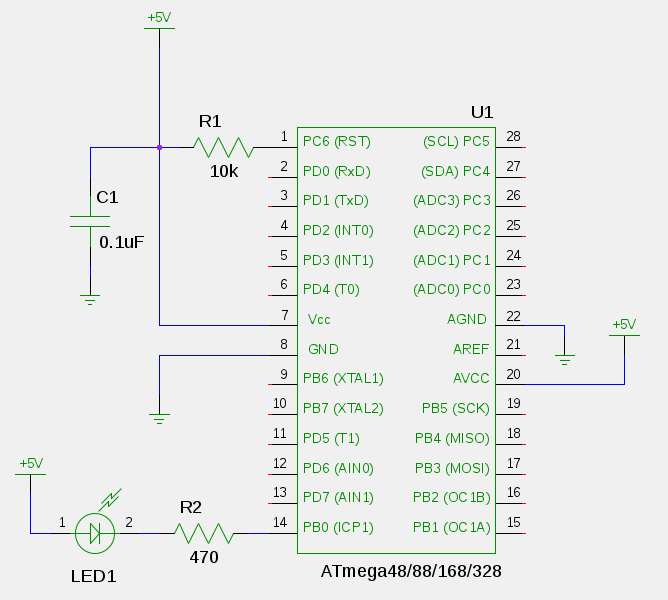 +5V
R1
10k
C1
0.1uF
U1
1 PC6 (RST) (SCL) PC5 28
2 PD0 (RxD) (SDA) PC4 27
3 PD1 (TxD) (ADC3) PC3 26
4 PD2 (INT0) (ADC2) PC2 25
5 PD3 (INT1) (ADC1) PC1 24
6 PD4 (T0) (ADC0) PC0 23
7 Vcc AGND 22
8 GND AREF 21
9 PB6 (XTAL1) AVCC 20
10 PB7 (XTAL2) PB5 (SCK) 19
11 PD5 (T1) PB4 (MISO) 18
12 PD6 (AIN0) PB3 (MOSI) 17
13 PD7 (AIN1) PB2 (OC1B) 16
14 PB0 (ICP1) PB1 (OC1A) 15
+5V
+5V
1 2
LED1
R2
470
ATmega48/88/168/328